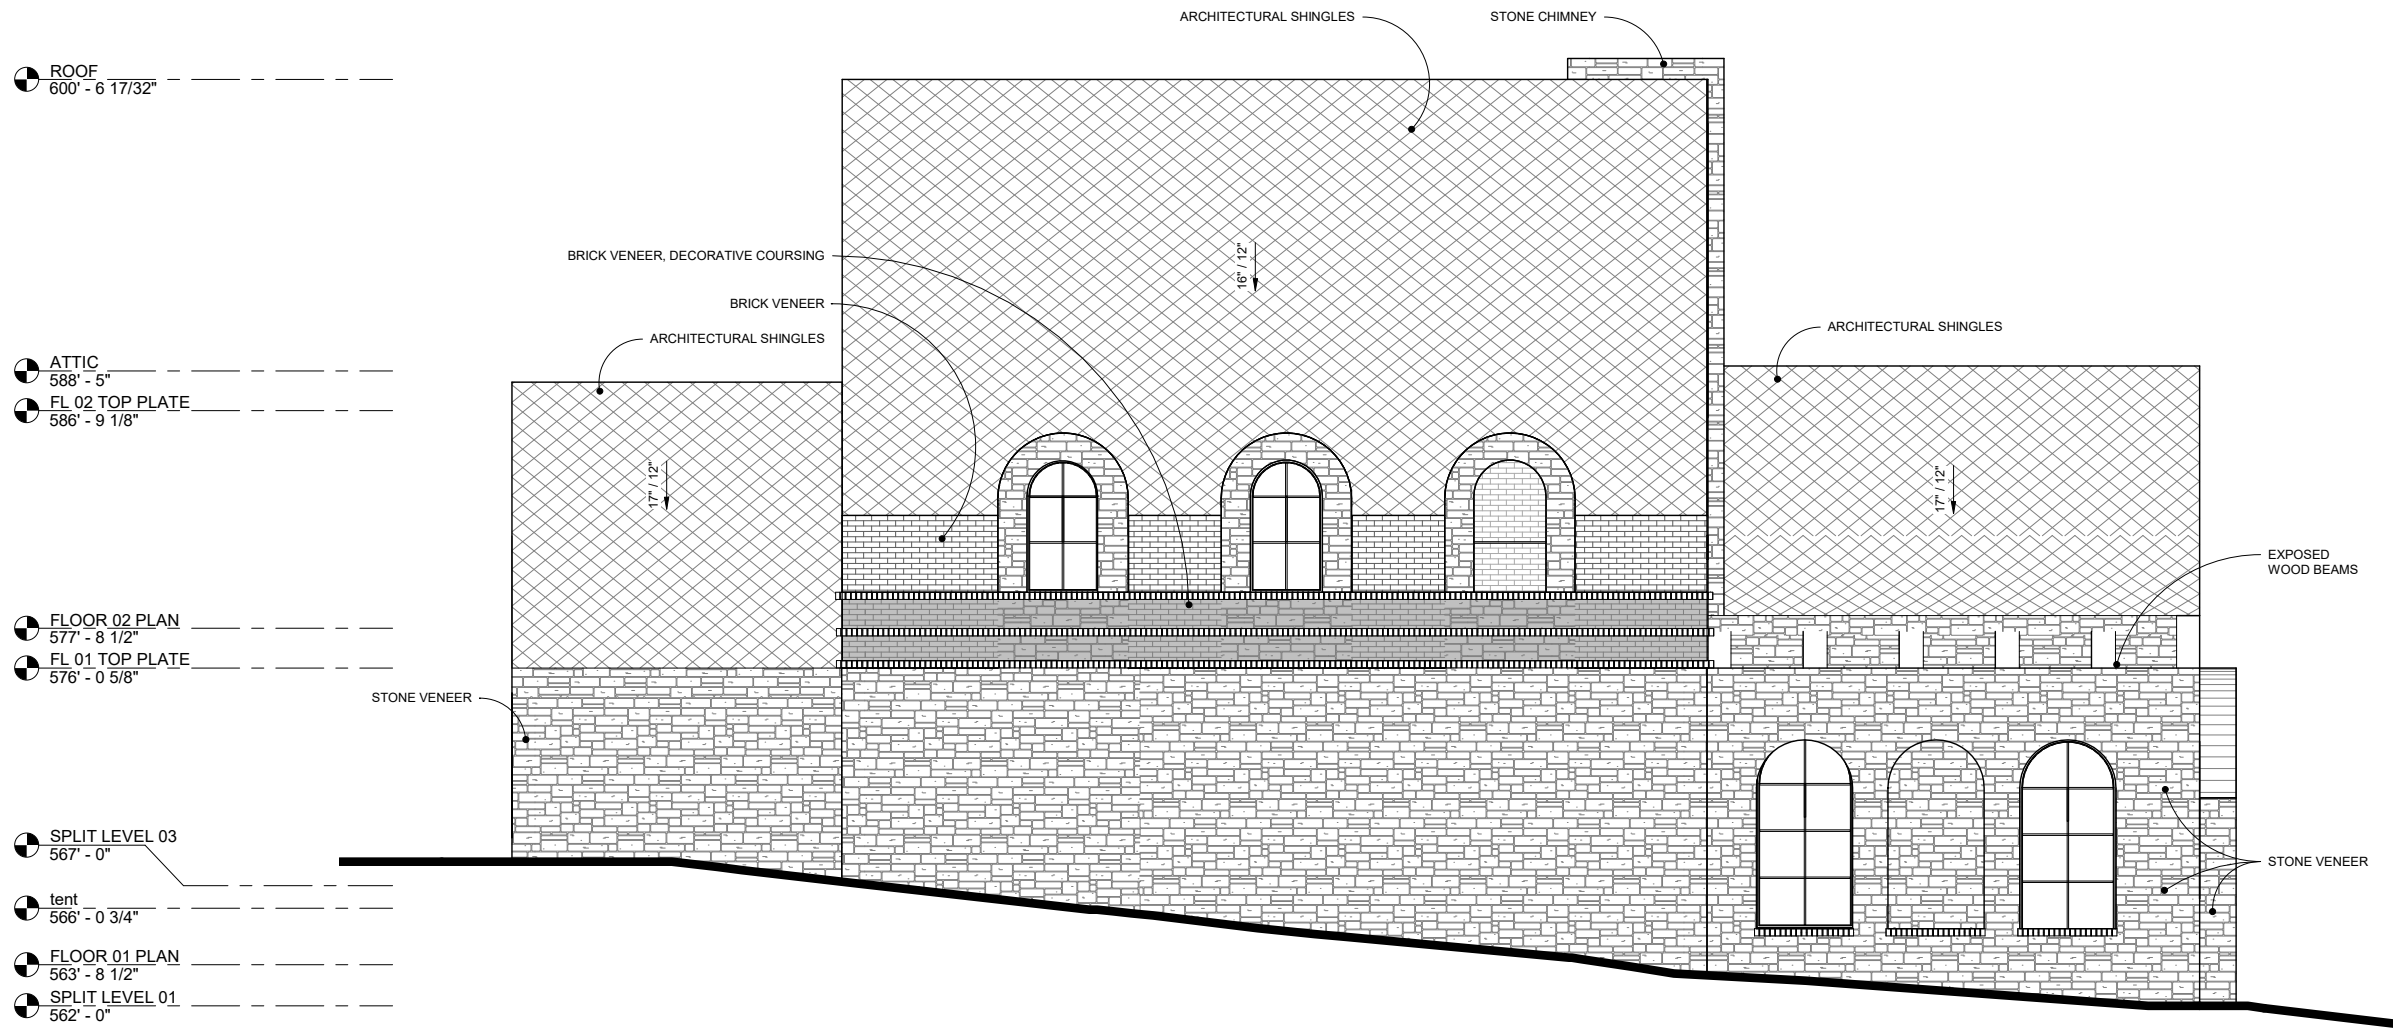 ARCHITECTURAL SHINGLES
STONE CHIMNEY
ROOF
600' - 6 17/32"
BRICK VENEER, DECORATIVE COURSING
16" / 12"
BRICK VENEER
ARCHITECTURAL SHINGLES
ARCHITECTURAL SHINGLES
ATTIC
588' - 5"
FL 02 TOP PLATE
586' - 9 1/8"
17" / 12"
17" / 12"
EXPOSED
WOOD BEAMS
FLOOR 02 PLAN
577' - 8 1/2"
FL 01 TOP PLATE
576' - 0 5/8"
STONE VENEER
SPLIT LEVEL 03
567' - 0"
STONE VENEER
tent
566' - 0 3/4"
FLOOR 01 PLAN
563' - 8 1/2"
SPLIT LEVEL 01
562' - 0"